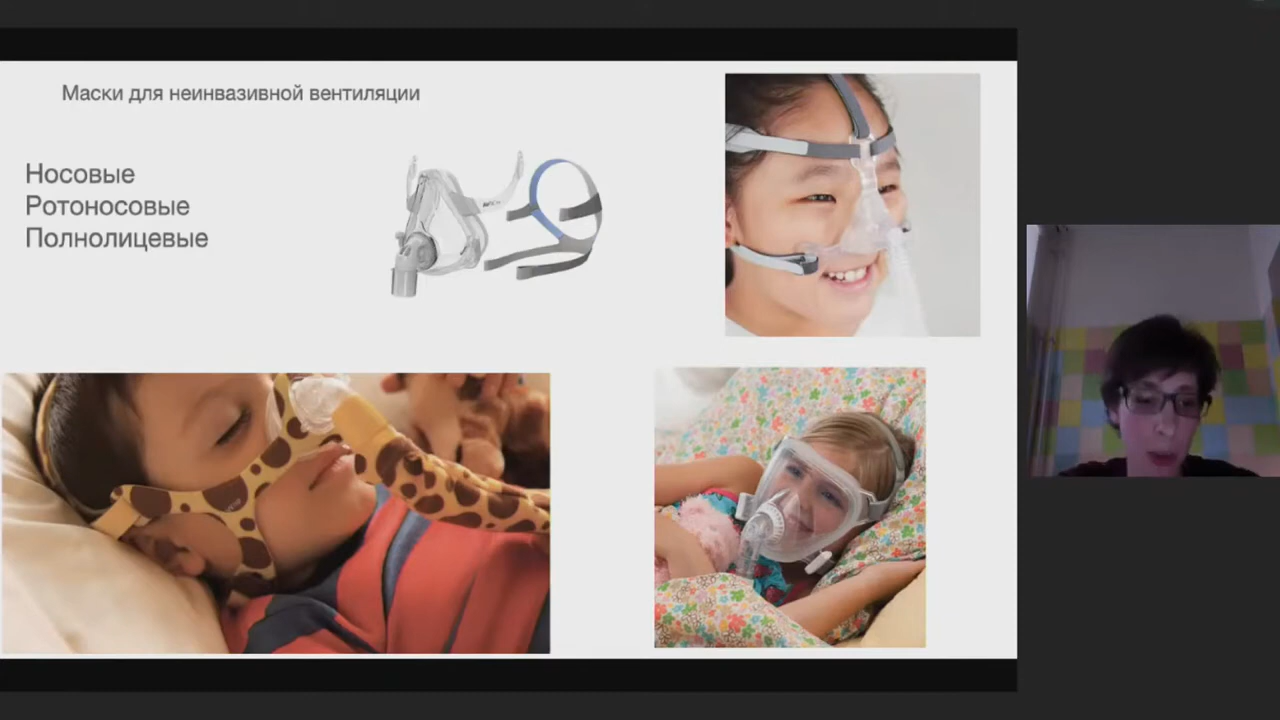 Маски для неинвазивной вентиляции
Носовые
Ротоносовые
Полнолицевые